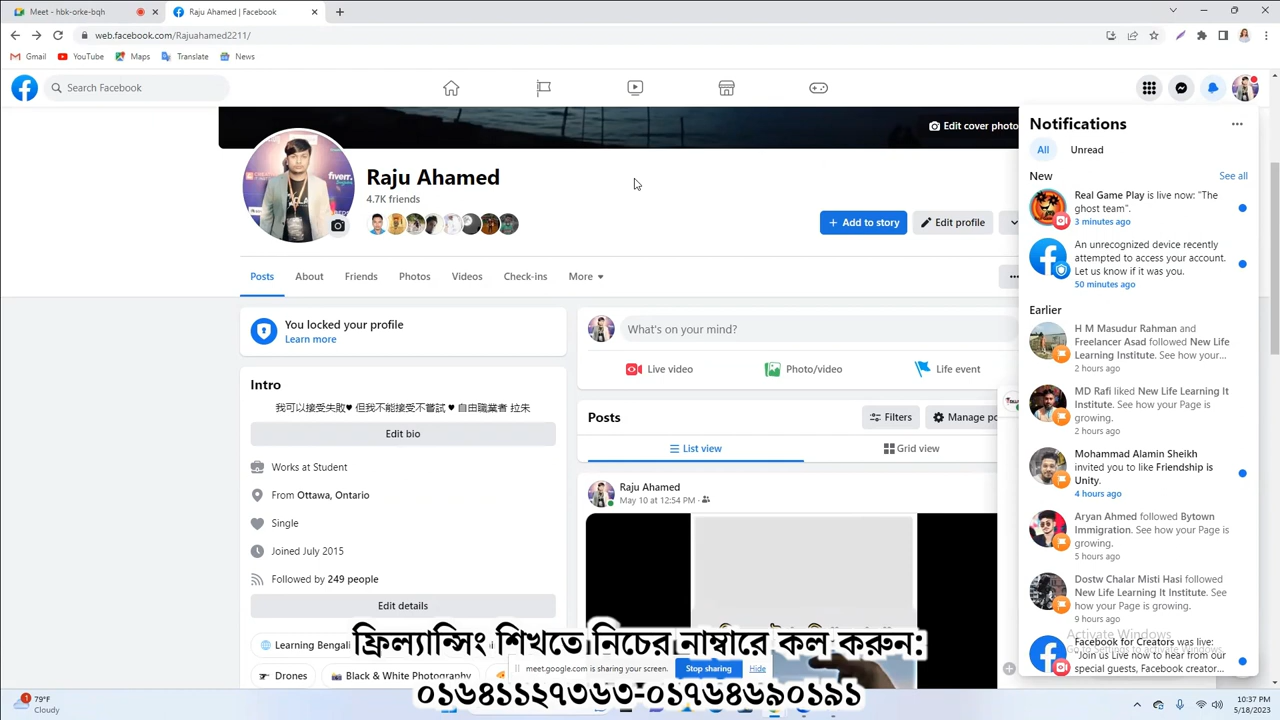 Meet - hbk-orke-bqh
Raju Ahamed | Facebook
web.facebook.com/Rajuahamed2211/
Gmail
YouTube
Maps
Translate
News
Search Facebook
Edit cover photo
Raju Ahamed
4.7K friends
fiverr.
+ Add to story
Edit profile
Posts
About
Friends
Photos
Videos
Check-ins
More
You locked your profile
Learn more
Intro
我可以接受失敗♥ 但我不能接受不嘗試 ♥ 自由職業者 拉朱
Edit bio
Works at Student
From Ottawa, Ontario
Single
Joined July 2015
Followed by 249 people
Edit details
Learning Bengali
Drones
Black & White Photography
What's on your mind?
Live video
Photo/video
Life event
Posts
Filters
Manage po
List view
Grid view
Raju Ahamed
May 10 at 12:54 PM
Notifications
All
Unread
New
See all
Real Game Play is live now: "The
ghost team".
3 minutes ago
An unrecognized device recently
attempted to access your account.
Let us know if it was you.
50 minutes ago
Earlier
H M Masudur Rahman and
Freelancer Asad followed New Life
Learning Institute. See how your...
2 hours ago
MD Rafi liked New Life Learning It
Institute. See how your Page is
growing.
2 hours ago
Mohammad Alamin Sheikh
invited you to like Friendship is
Unity.
4 hours ago
Aryan Ahmed followed Bytown
Immigration. See how your Page is
growing.
5 hours ago
Dostw Chalar Misti Hasi followed
New Life Learning It Institute. See
how your Page is growing.
9 hours ago
Facebook for Creators was live:
"Join us Live now to hear from our
special guests, Facebook creator...
Activate Windows
ফ্রিল্যান্সিং শিখতে নিচের নাম্বারে কল করুন:
meet.google.com is sharing your screen.
Stop sharing
Hide
০১৬৪১১২৭৩৬৩-০১৭৬৪৬৯০১৯১
79°F
Cloudy
10:37 PM
5/18/2023